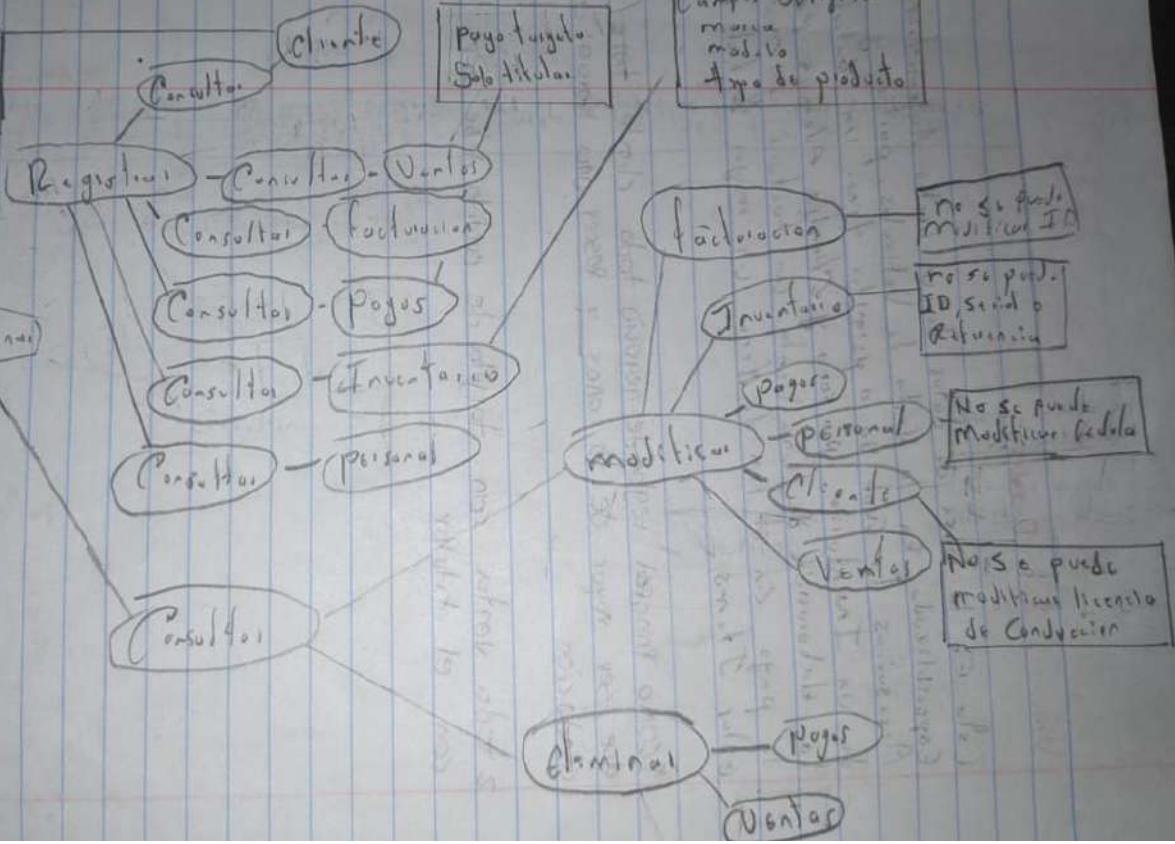 Cliente
pago tarjeta
Solo titular
marca
modelo
tipo de producto
Consultar
Registrar
Consultar
Ventas
Consultar
facturacion
Consultar
pagos
Consultar
Inventario
Consultar
personal
facturacion
no se puede
modificar ID
Inventario
no se puede
ID, serial o
Referencia
pagos
personal
No se puede
modificar Cedula
modificar
Cliente
Ventas
No se puede
modificar licencia
de Conduccion
Consultar
Eliminar
pagos
Ventas